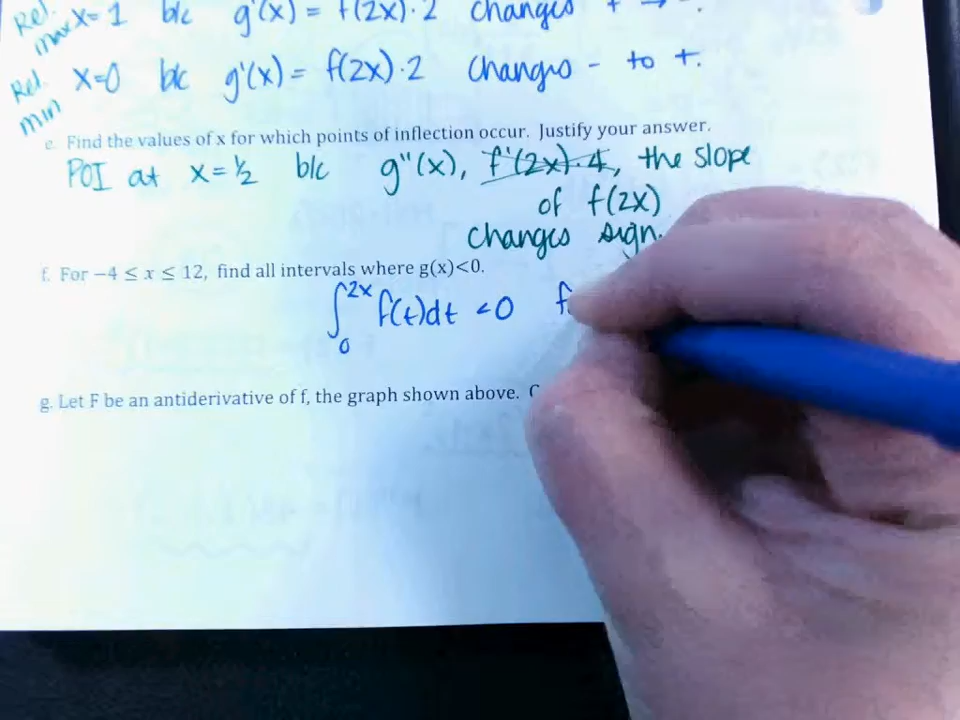 Rel. max x=1 b/c g'(x) = f(2x)·2 changes + → -.
Rel. min x=0 b/c g'(x) = f(2x)·2 changes - to +.
e. Find the values of x for which points of inflection occur. Justify your answer.
POI at x=½ b/c g''(x), f'(2x)·4, the slope
of f(2x)
changes sign.
f. For −4 ≤ x ≤ 12, find all intervals where g(x)<0.
∫₀²ˣ f(t)dt <0 f
g. Let F be an antiderivative of f, the graph shown above.